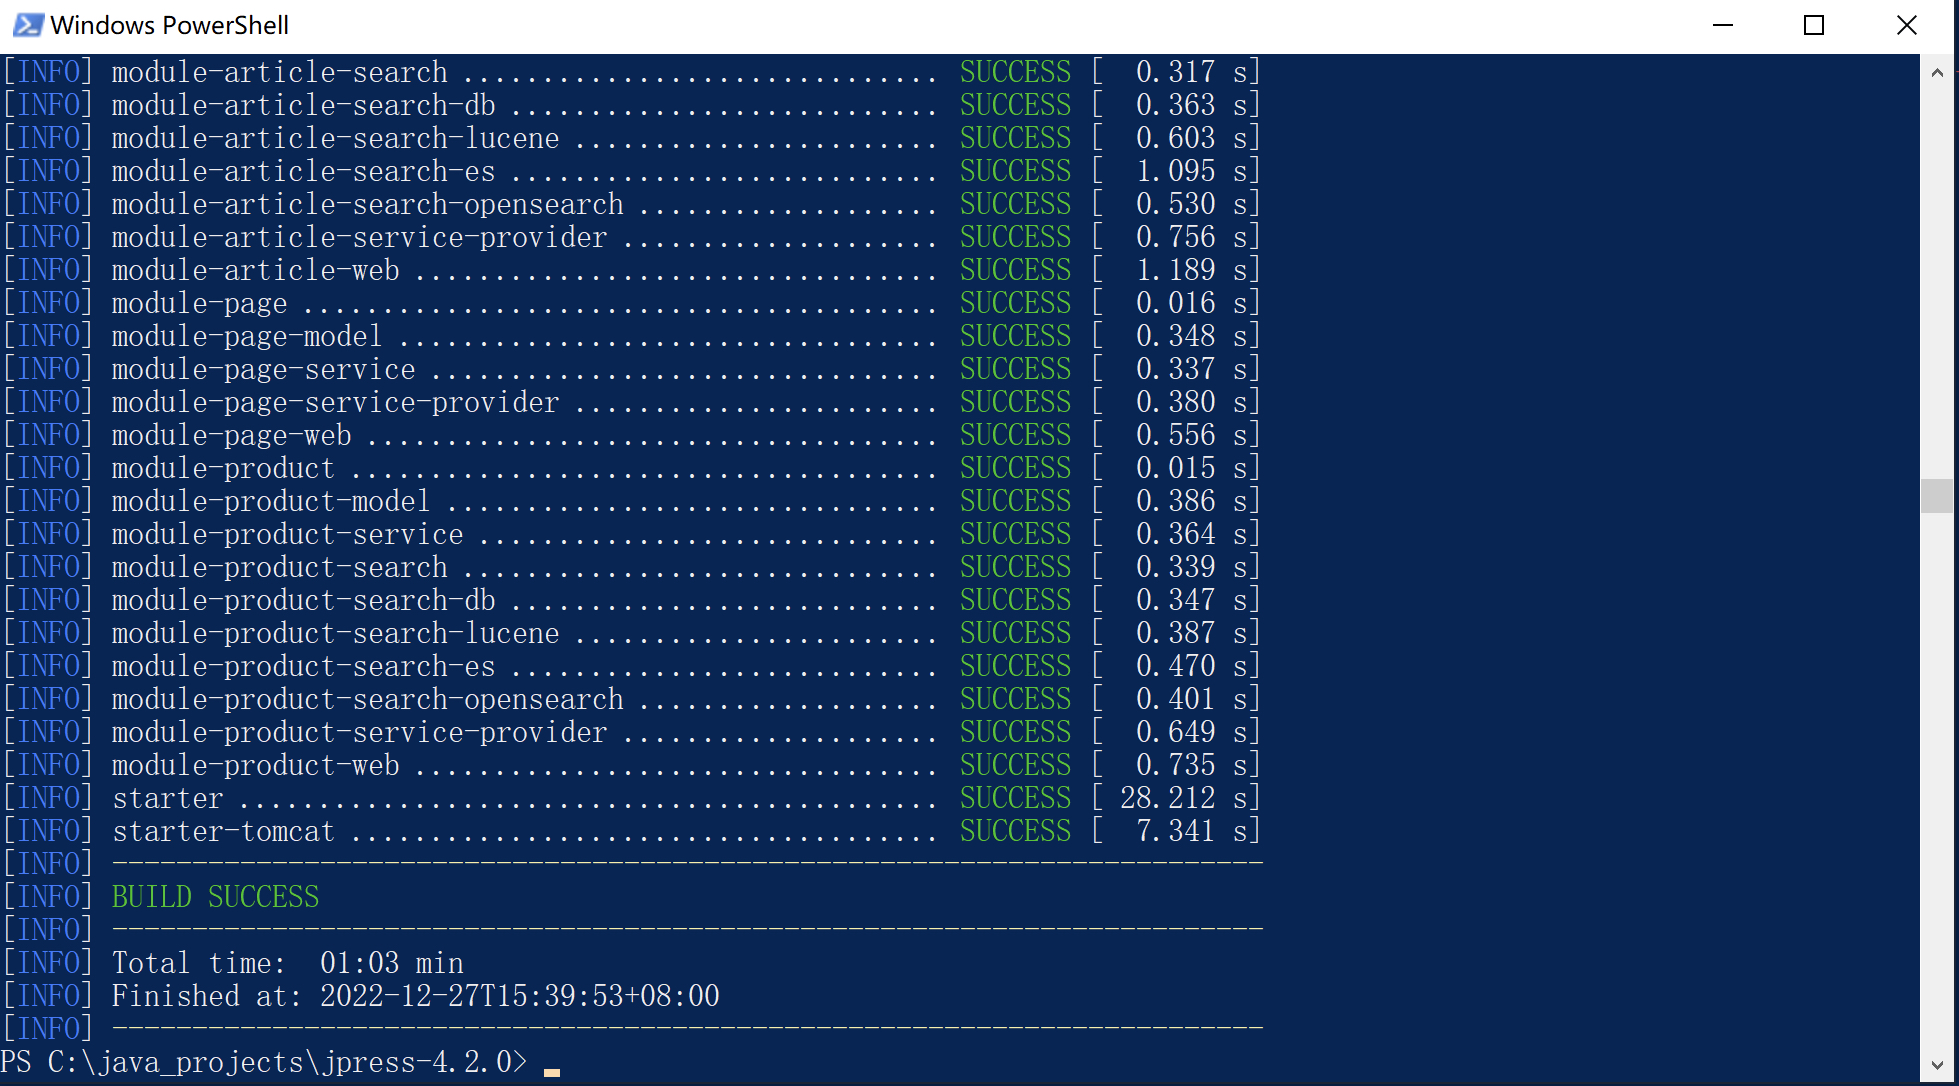 Windows PowerShell
[INFO] module-article-search .............................. SUCCESS [  0.317 s]
[INFO] module-article-search-db ........................... SUCCESS [  0.363 s]
[INFO] module-article-search-lucene ....................... SUCCESS [  0.603 s]
[INFO] module-article-search-es ........................... SUCCESS [  1.095 s]
[INFO] module-article-search-opensearch ................... SUCCESS [  0.530 s]
[INFO] module-article-service-provider .................... SUCCESS [  0.756 s]
[INFO] module-article-web ................................. SUCCESS [  1.189 s]
[INFO] module-page ........................................ SUCCESS [  0.016 s]
[INFO] module-page-model .................................. SUCCESS [  0.348 s]
[INFO] module-page-service ................................ SUCCESS [  0.337 s]
[INFO] module-page-service-provider ....................... SUCCESS [  0.380 s]
[INFO] module-page-web .................................... SUCCESS [  0.556 s]
[INFO] module-product ..................................... SUCCESS [  0.015 s]
[INFO] module-product-model ............................... SUCCESS [  0.386 s]
[INFO] module-product-service ............................. SUCCESS [  0.364 s]
[INFO] module-product-search .............................. SUCCESS [  0.339 s]
[INFO] module-product-search-db ........................... SUCCESS [  0.347 s]
[INFO] module-product-search-lucene ....................... SUCCESS [  0.387 s]
[INFO] module-product-search-es ........................... SUCCESS [  0.470 s]
[INFO] module-product-search-opensearch ................... SUCCESS [  0.401 s]
[INFO] module-product-service-provider .................... SUCCESS [  0.649 s]
[INFO] module-product-web ................................. SUCCESS [  0.735 s]
[INFO] starter ............................................ SUCCESS [ 28.212 s]
[INFO] starter-tomcat ..................................... SUCCESS [  7.341 s]
[INFO] ------------------------------------------------------------------------
[INFO] BUILD SUCCESS
[INFO] ------------------------------------------------------------------------
[INFO] Total time:  01:03 min
[INFO] Finished at: 2022-12-27T15:39:53+08:00
[INFO] ------------------------------------------------------------------------
PS C:\java_projects\jpress-4.2.0>